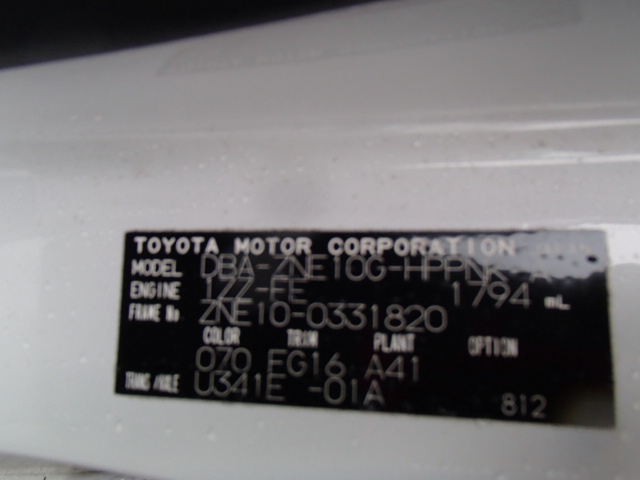 TOYOTA MOTOR CORPORATION
MODEL DBA-ZNE10G-HPPNK
ENGINE 1ZZ-FE 1794 mL
FRAME No ZNE10-0331820
COLOR TRIM PLANT OPTION
070 FG16 A41
TRANS/AXLE U341E -01A
812